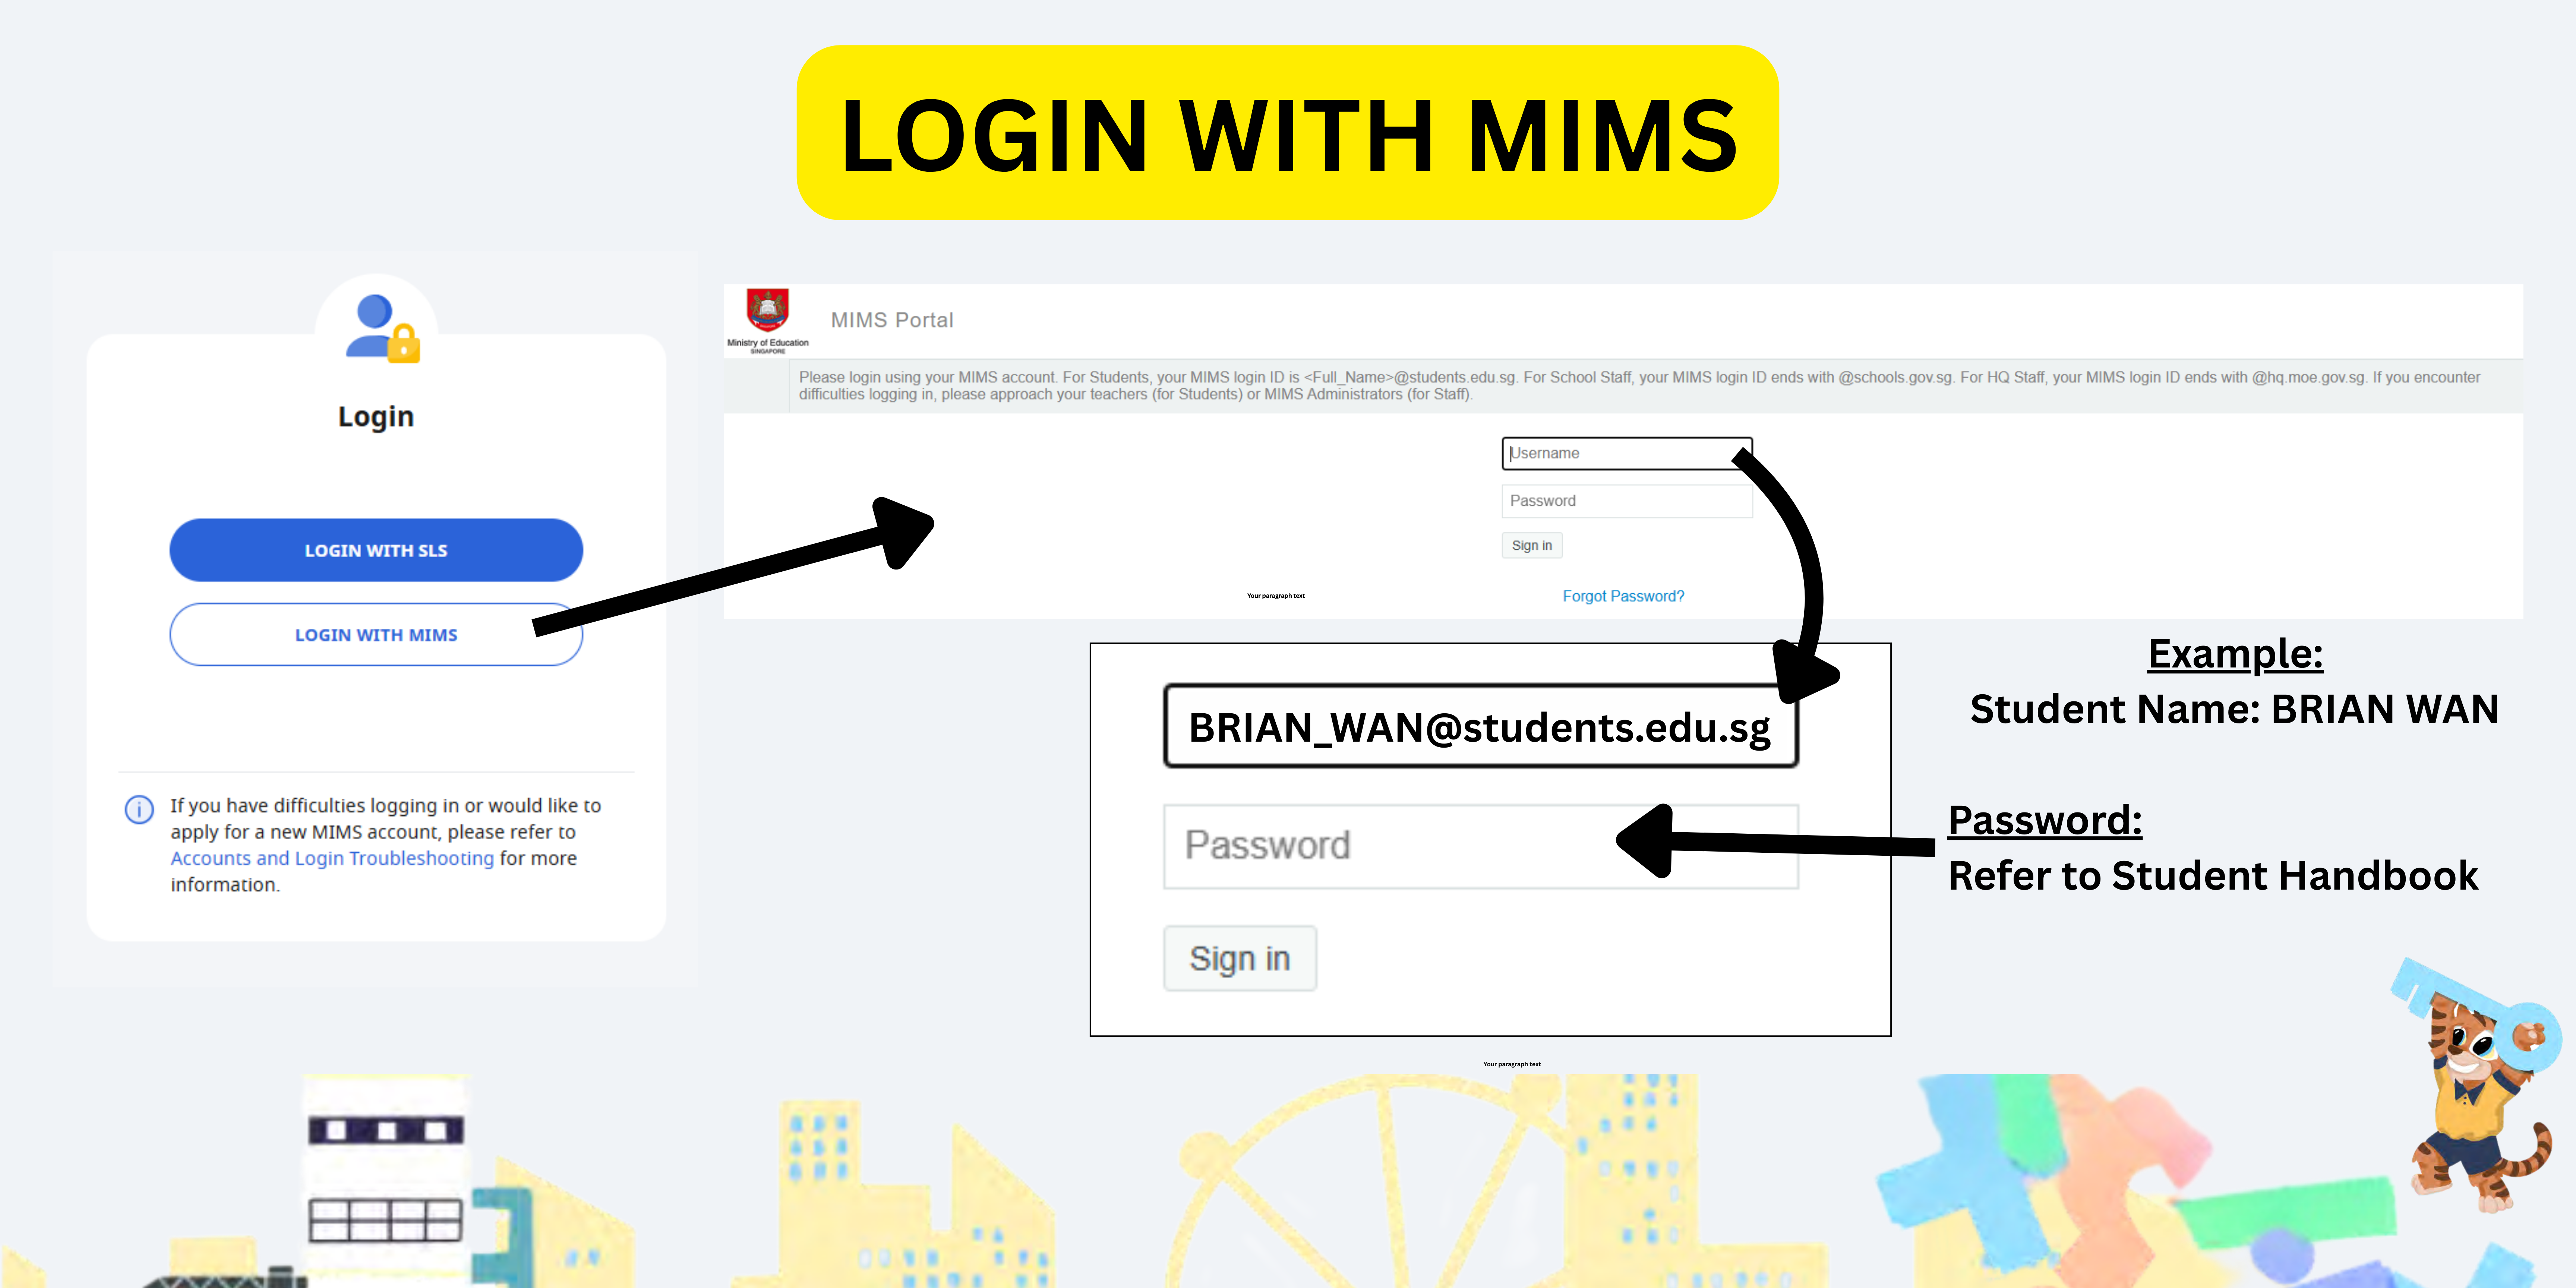 LOGIN WITH MIMS
Login
LOGIN WITH SLS
LOGIN WITH MIMS
If you have difficulties logging in or would like to
apply for a new MIMS account, please refer to
Accounts and Login Troubleshooting for more
information.
Ministry of Education
SINGAPORE
MIMS Portal
Please login using your MIMS account. For Students, your MIMS login ID is <Full_Name>@students.edu.sg. For School Staff, your MIMS login ID ends with @schools.gov.sg. For HQ Staff, your MIMS login ID ends with @hq.moe.gov.sg. If you encounter
difficulties logging in, please approach your teachers (for Students) or MIMS Administrators (for Staff).
Username
Password
Sign in
Your paragraph text
Forgot Password?
BRIAN_WAN@students.edu.sg
Password
Sign in
Example:
Student Name: BRIAN WAN
Password:
Refer to Student Handbook
Your paragraph text